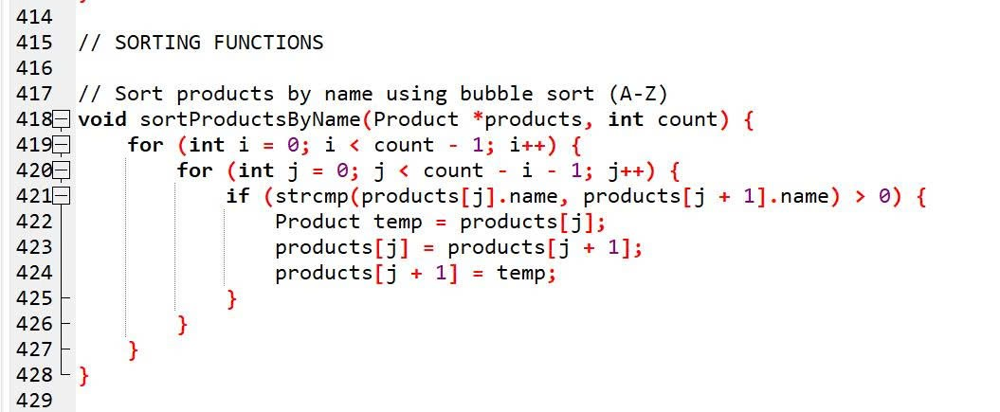 414
415 // SORTING FUNCTIONS
416
417 // Sort products by name using bubble sort (A-Z)
418 void sortProductsByName(Product *products, int count) {
419     for (int i = 0; i < count - 1; i++) {
420         for (int j = 0; j < count - i - 1; j++) {
421             if (strcmp(products[j].name, products[j + 1].name) > 0) {
422                 Product temp = products[j];
423                 products[j] = products[j + 1];
424                 products[j + 1] = temp;
425             }
426         }
427     }
428 }
429